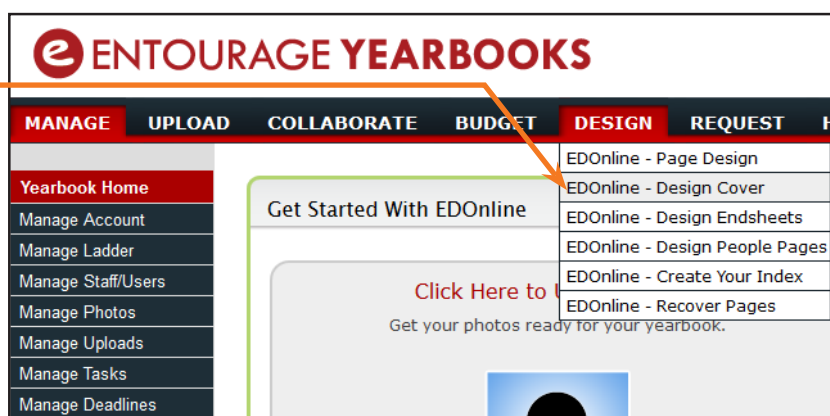 e ENTOURAGE YEARBOOKS
MANAGE UPLOAD COLLABORATE BUDGET DESIGN REQUEST
EDOnline - Page Design
EDOnline - Design Cover
EDOnline - Design Endsheets
EDOnline - Design People Pages
EDOnline - Create Your Index
EDOnline - Recover Pages
Yearbook Home
Manage Account
Manage Ladder
Manage Staff/Users
Manage Photos
Manage Uploads
Manage Tasks
Manage Deadlines
Get Started With EDOnline
Click Here to
Get your photos ready for your yearbook.